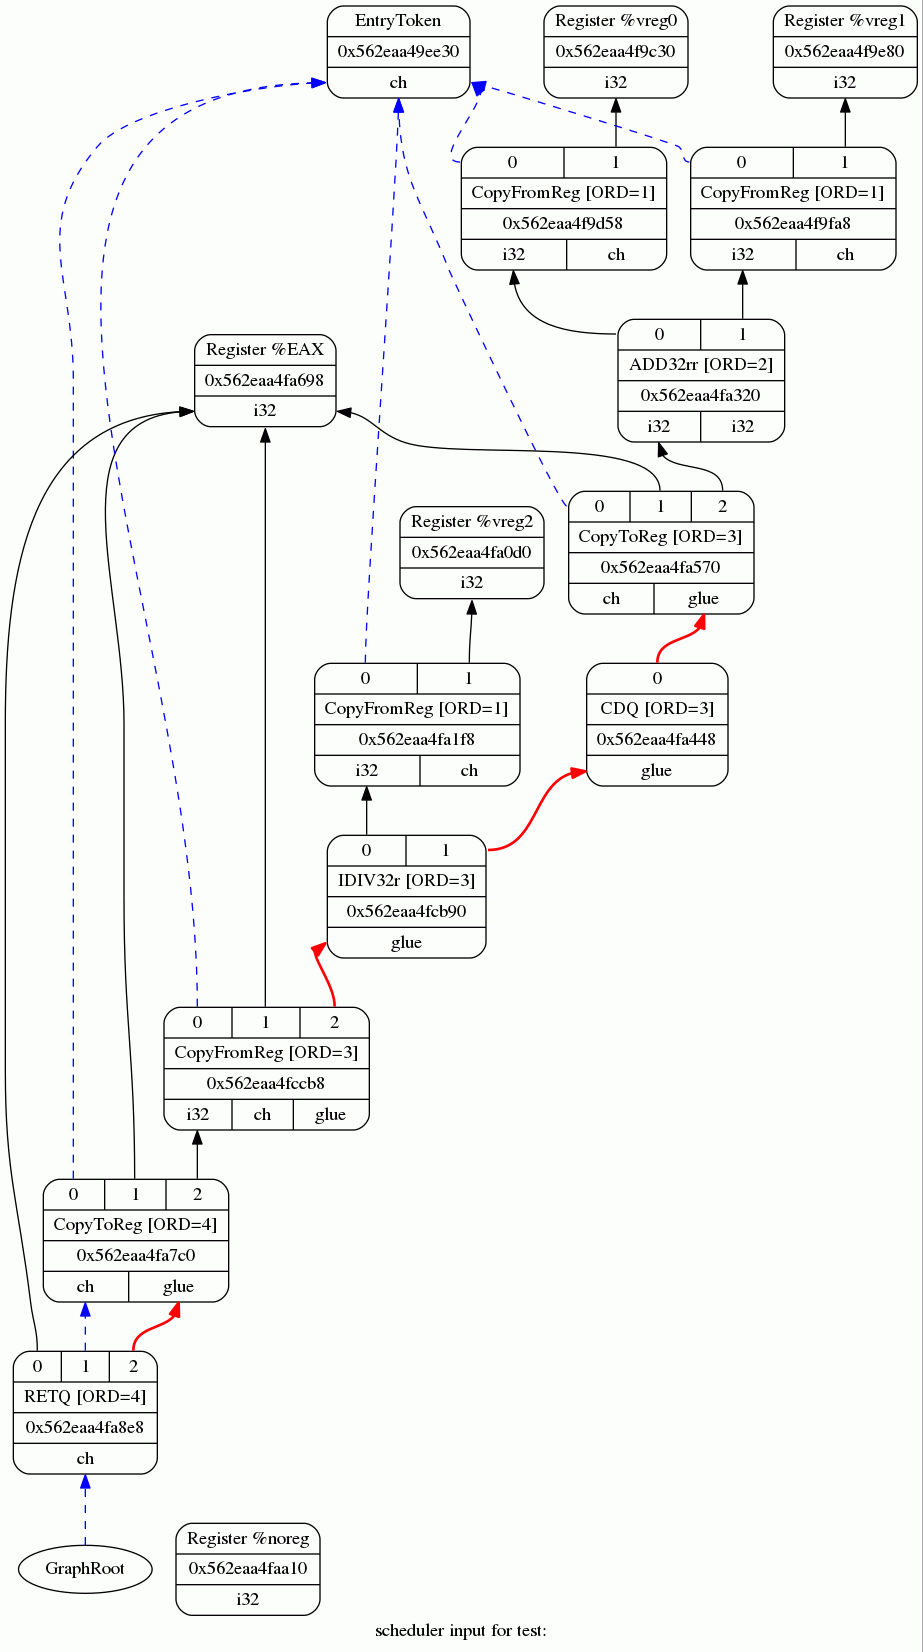 EntryToken
0x562eaa49ee30
ch
Register %vreg0
0x562eaa4f9c30
i32
Register %vreg1
0x562eaa4f9e80
i32
0 1
CopyFromReg [ORD=1]
0x562eaa4f9d58
i32 ch
0 1
CopyFromReg [ORD=1]
0x562eaa4f9fa8
i32 ch
0 1
ADD32rr [ORD=2]
0x562eaa4fa320
i32 i32
Register %EAX
0x562eaa4fa698
i32
0 1 2
CopyToReg [ORD=3]
0x562eaa4fa570
ch glue
Register %vreg2
0x562eaa4fa0d0
i32
0 1
CopyFromReg [ORD=1]
0x562eaa4fa1f8
i32 ch
0
CDQ [ORD=3]
0x562eaa4fa448
glue
0 1
IDIV32r [ORD=3]
0x562eaa4fcb90
glue
0 1 2
CopyFromReg [ORD=3]
0x562eaa4fccb8
i32 ch glue
0 1 2
CopyToReg [ORD=4]
0x562eaa4fa7c0
ch glue
0 1 2
RETQ [ORD=4]
0x562eaa4fa8e8
ch
GraphRoot
Register %noreg
0x562eaa4faa10
i32
scheduler input for test: